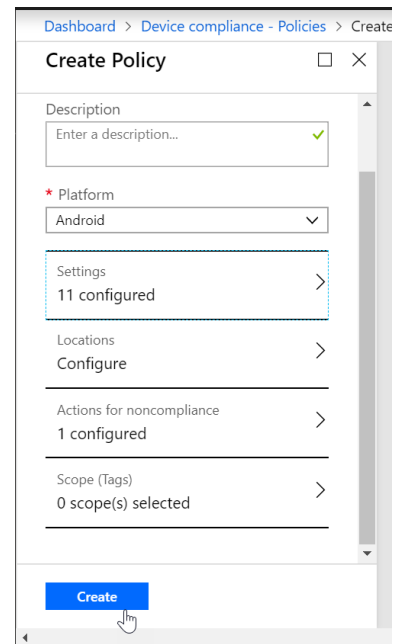 Dashboard > Device compliance - Policies > Create
Create Policy
Description
Enter a description...
* Platform
Android
Settings
11 configured
Locations
Configure
Actions for noncompliance
1 configured
Scope (Tags)
0 scope(s) selected
Create